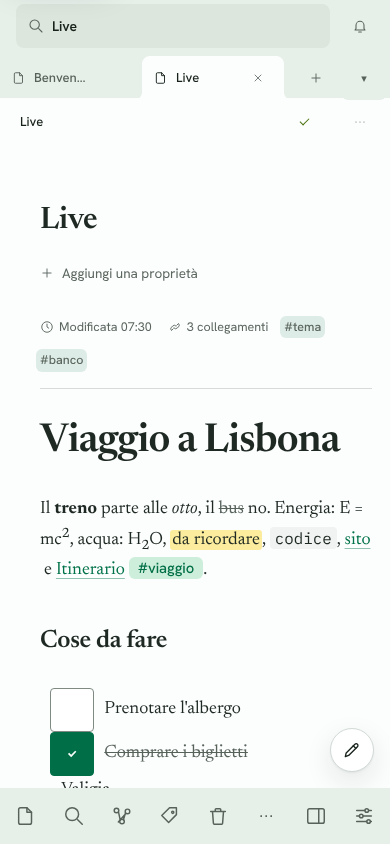 Live
Benven...
Live
Live
Live
Aggiungi una proprietà
Modificata 07:30 3 collegamenti #tema
#banco
Viaggio a Lisbona
Il treno parte alle otto, il bus no. Energia: E =
mc², acqua: H₂O, da ricordare, codice, sito
e Itinerario #viaggio.
Cose da fare
Prenotare l'albergo
Comprare i biglietti